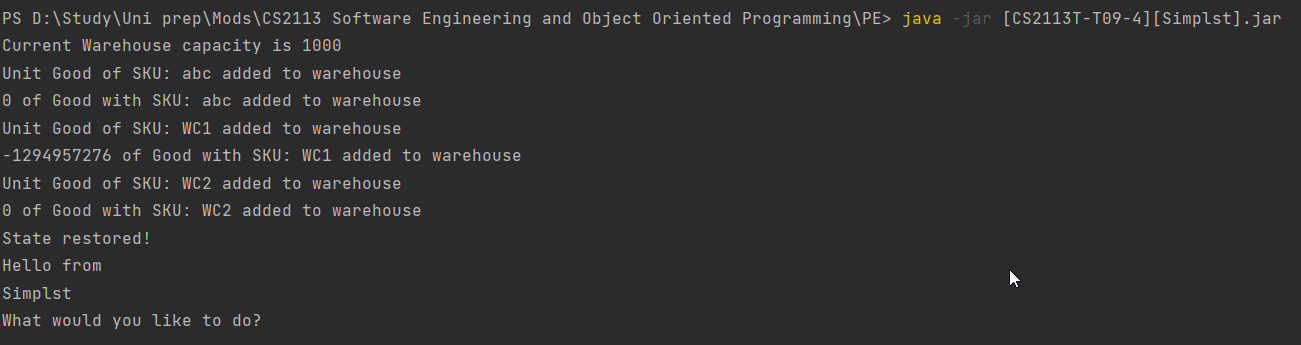 PS D:\Study\Uni prep\Mods\CS2113 Software Engineering and Object Oriented Programming\PE> java -jar [CS2113T-T09-4][Simplst].jar
Current Warehouse capacity is 1000
Unit Good of SKU: abc added to warehouse
0 of Good with SKU: abc added to warehouse
Unit Good of SKU: WC1 added to warehouse
-1294957276 of Good with SKU: WC1 added to warehouse
Unit Good of SKU: WC2 added to warehouse
0 of Good with SKU: WC2 added to warehouse
State restored!
Hello from
Simplst
What would you like to do?